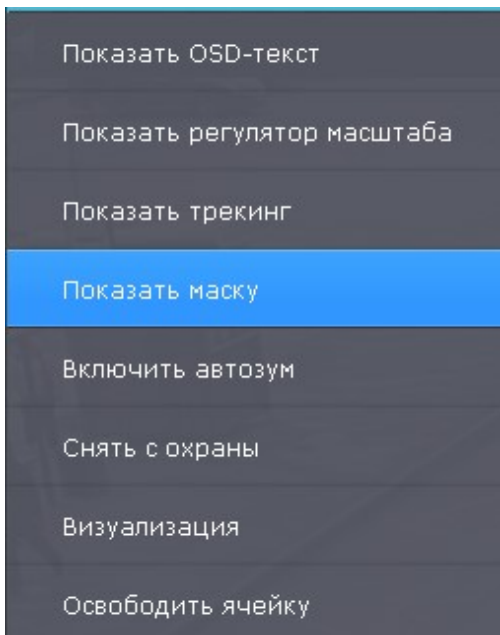 Показать OSD-текст
Показать регулятор масштаба
Показать трекинг
Показать маску
Включить автозум
Снять с охраны
Визуализация
Освободить ячейку